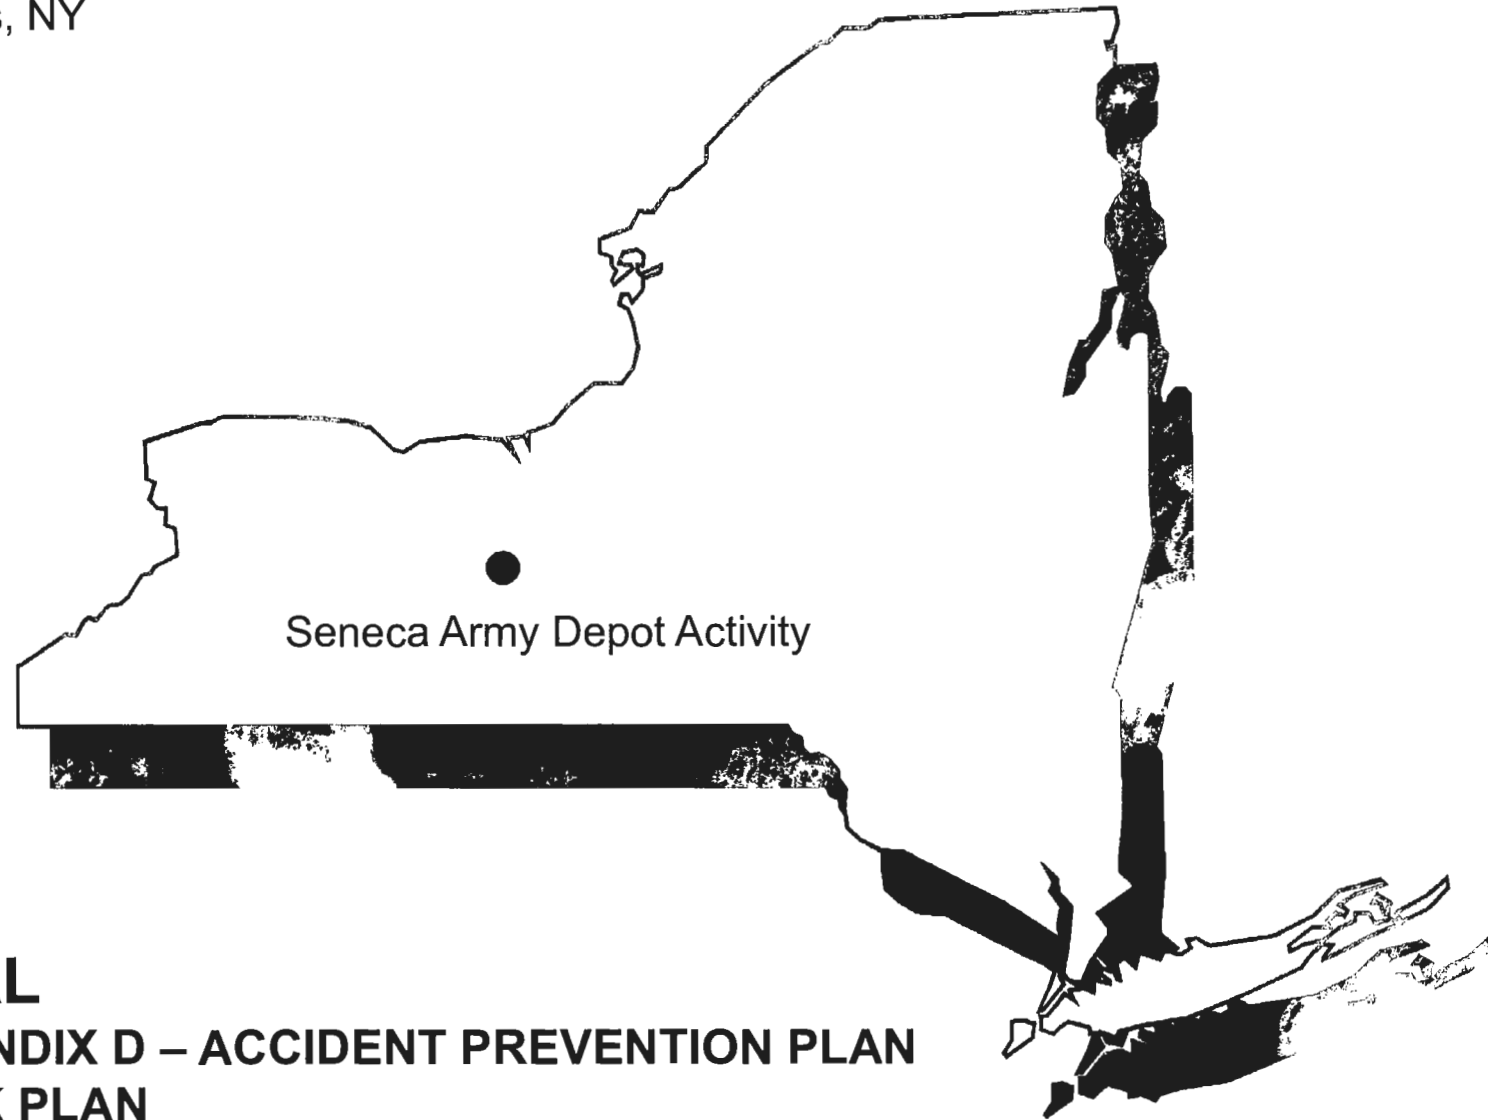 , NY
Seneca Army Depot Activity
L
NDIX D – ACCIDENT PREVENTION PLAN
PLAN